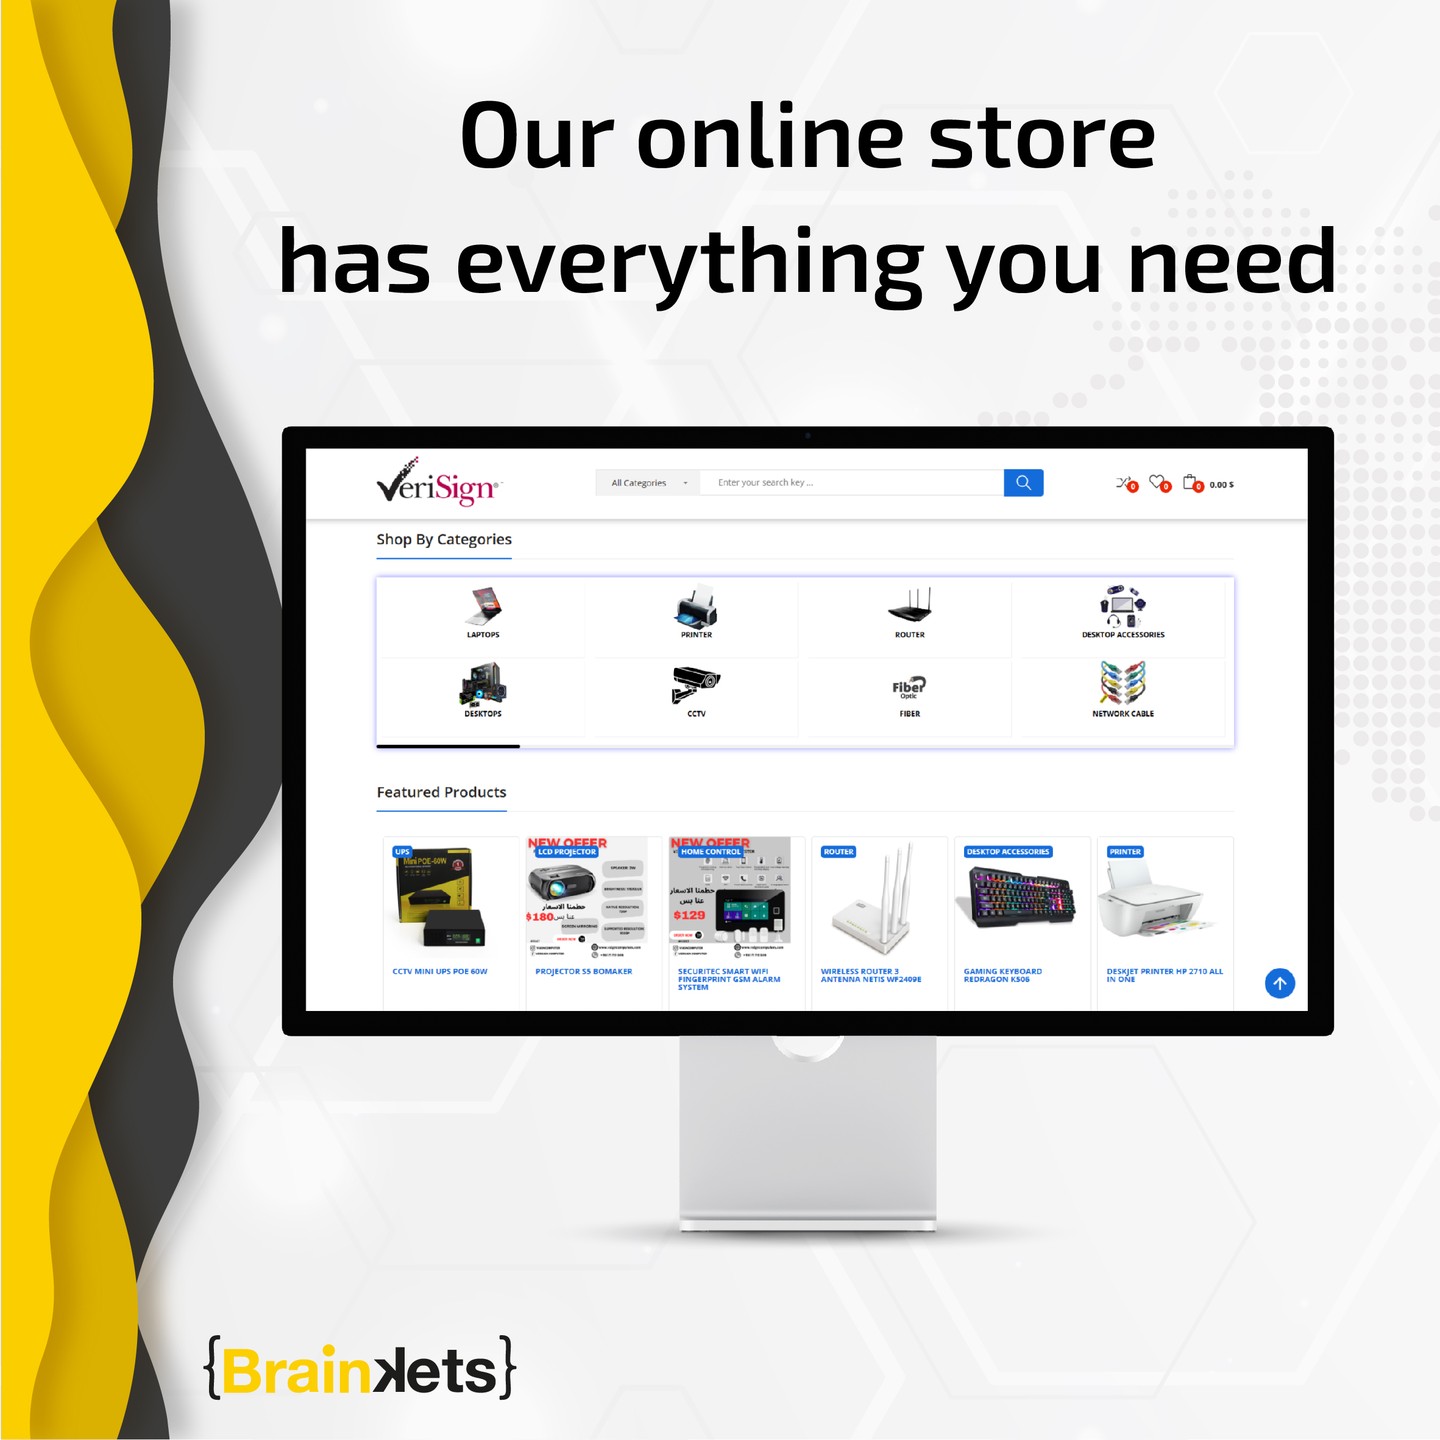 Our online store
has everything you need
VeriSign
All Categories
Enter your search key ...
0
0
0
0.00 $
Shop By Categories
LAPTOPS
PRINTER
ROUTER
DESKTOP ACCESSORIES
Fiber
Optic
DESKTOPS
CCTV
FIBER
NETWORK CABLE
Featured Products
UPS
Mini POE-60W
NEW OFFER
LCD PROJECTOR
حطمنا الاسعار
عنا بس
$180
NEW OFFER
HOME CONTROL
حطمنا الاسعار
عنا بس
$129
ROUTER
DESKTOP ACCESSORIES
PRINTER
CCTV MINI UPS POE 60W
PROJECTOR S5 BOMAKER
SECURITEC SMART WIFI
FINGERPRINT GSM ALARM
SYSTEM
WIRELESS ROUTER 3
ANTENNA NETIS WF2409E
GAMING KEYBOARD
REDRAGON K506
DESKJET PRINTER HP 2710 ALL
IN ONE
{Brainkets}